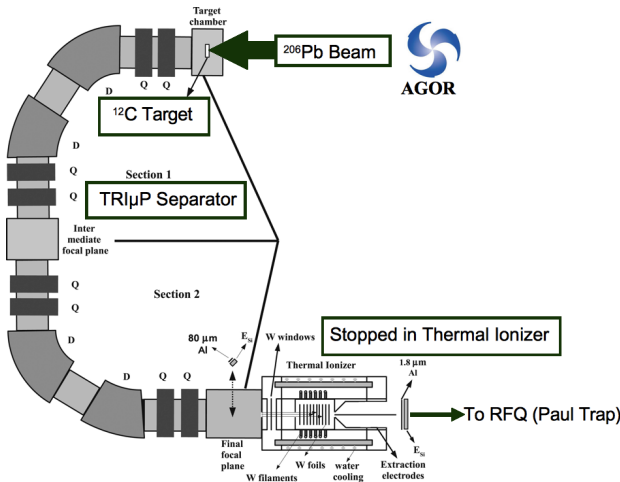 Target
chamber
²⁰⁶Pb Beam
AGOR
D
Q
Q
¹²C Target
D
Q
Q
Section 1
TRIμP Separator
Inter
mediate
focal plane
Section 2
Q
Q
D
D
Q
Q
80 μm
Al
E_Si
W windows
Stopped in Thermal Ionizer
Thermal Ionizer
1.8 μm
Al
To RFQ (Paul Trap)
Final
focal
plane
W filaments
W foils
water
cooling
Extraction
electrodes
E_Si